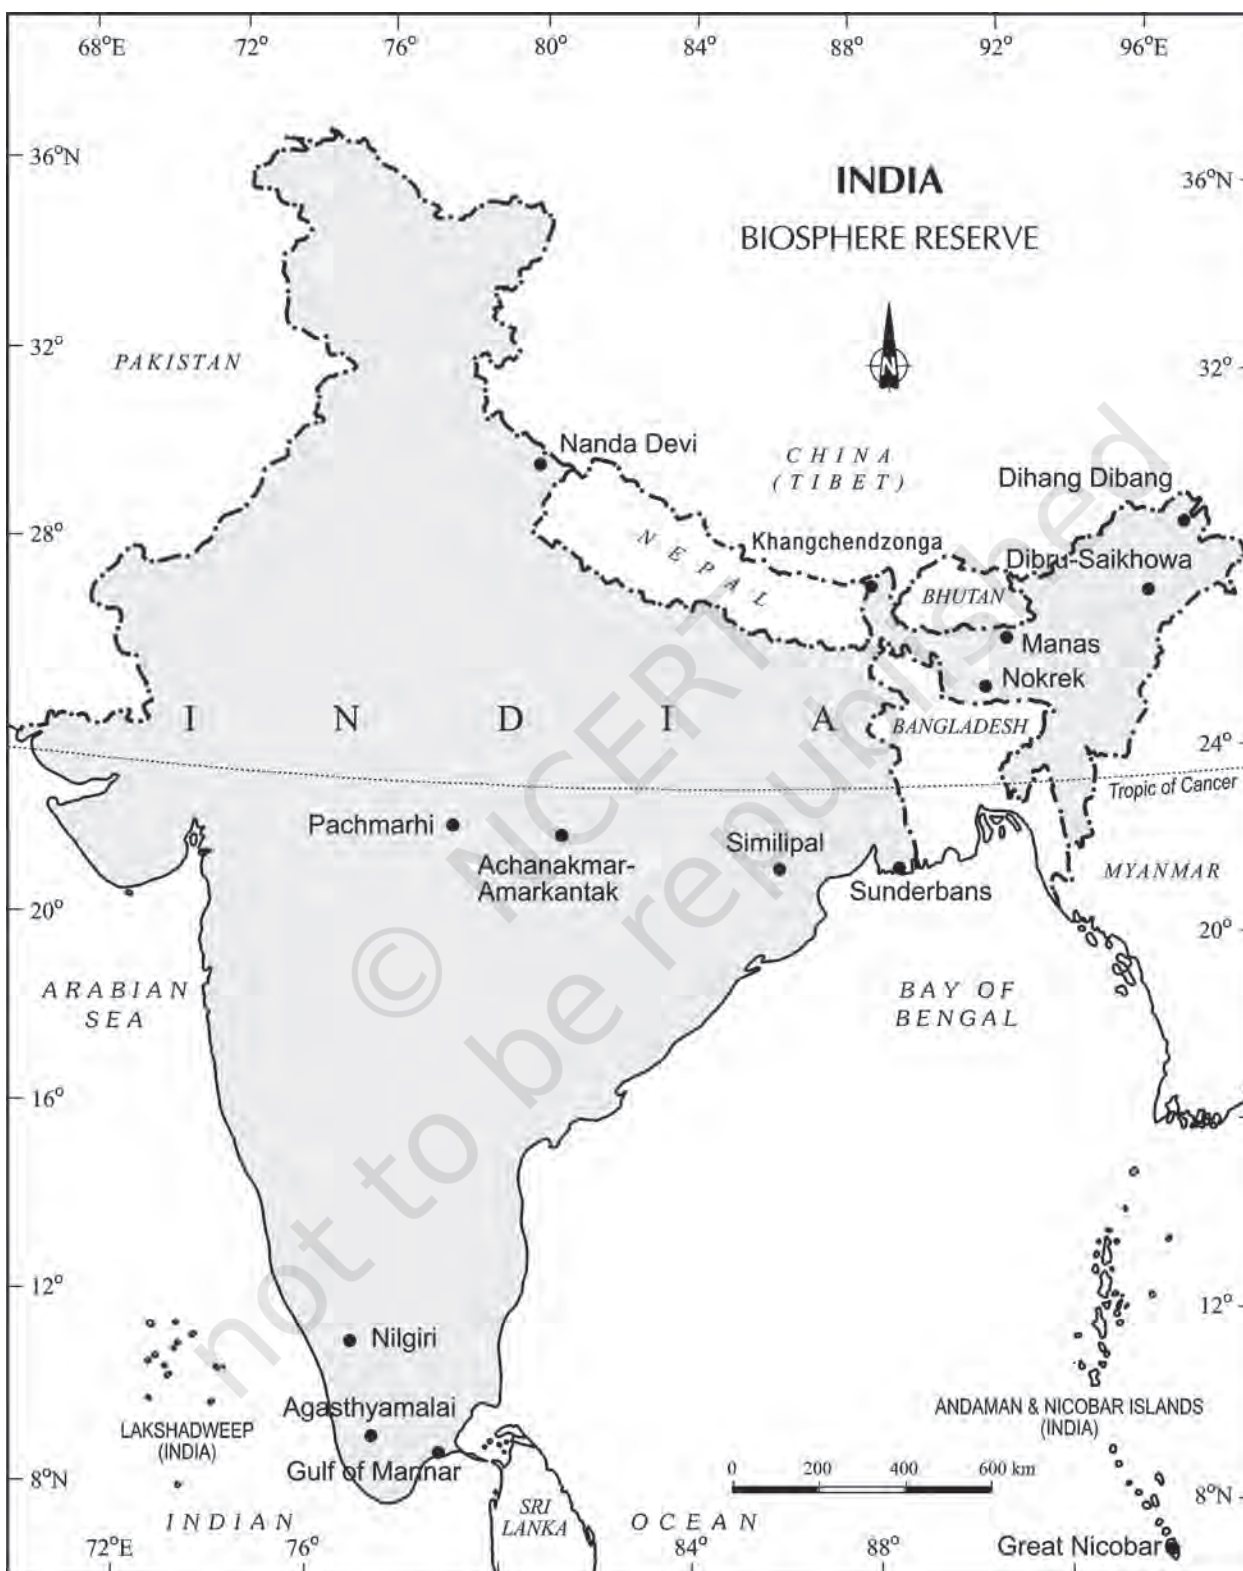 68°E 72° 76° 80° 84° 88° 92° 96°E
36°N
INDIA
36°N
BIOSPHERE RESERVE
N
32°
PAKISTAN
32°
Nanda Devi
CHINA
(TIBET)
Dihang Dibang
28°
NEPAL
Khangchendzonga
Dibru-Saikhowa
BHUTAN
Manas
Nokrek
INDIA
BANGLADESH
24°
Tropic of Cancer
Pachmarhi
Achanakmar-
Amarkantak
Similipal
Sunderbans
MYANMAR
20°
20°
ARABIAN
SEA
BAY OF
BENGAL
16°
© NCERT
not to be republished
12°
12°
Nilgiri
Agasthyamalai
LAKSHADWEEP
(INDIA)
ANDAMAN & NICOBAR ISLANDS
(INDIA)
Gulf of Mannar
8°N
0 200 400 600 km
8°N
SRI
LANKA
INDIAN OCEAN
Great Nicobar
72°E 76° 84° 88°